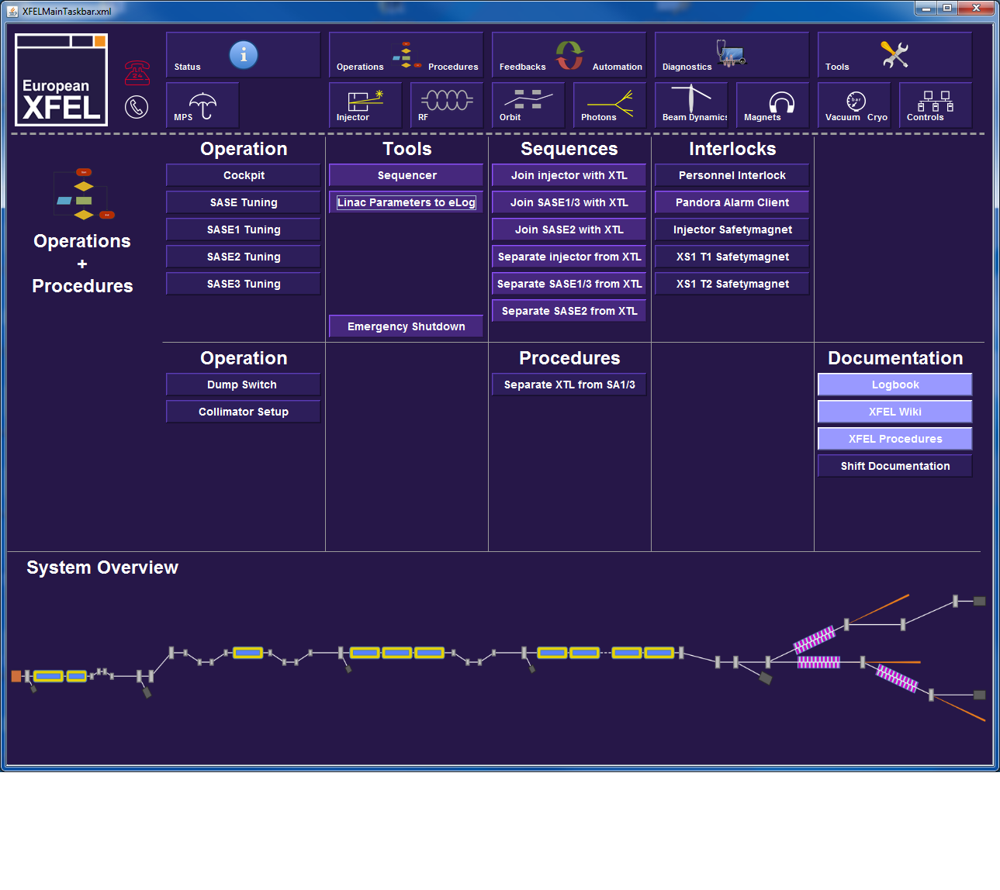 XFELMainTaskbar.xml
European
XFEL
24
Status
Operations
Procedures
Feedbacks
Automation
Diagnostics
Tools
MPS
Injector
RF
Orbit
Photons
Beam Dynamics
Magnets
bar
Vacuum
Cryo
Controls
Operations
+
Procedures
Operation
Cockpit
SASE Tuning
SASE1 Tuning
SASE2 Tuning
SASE3 Tuning
Tools
Sequencer
Linac Parameters to eLog
Emergency Shutdown
Sequences
Join injector with XTL
Join SASE1/3 with XTL
Join SASE2 with XTL
Separate injector from XTL
Separate SASE1/3 from XTL
Separate SASE2 from XTL
Interlocks
Personnel Interlock
Pandora Alarm Client
Injector Safetymagnet
XS1 T1 Safetymagnet
XS1 T2 Safetymagnet
Operation
Dump Switch
Collimator Setup
Procedures
Separate XTL from SA1/3
Documentation
Logbook
XFEL Wiki
XFEL Procedures
Shift Documentation
System Overview